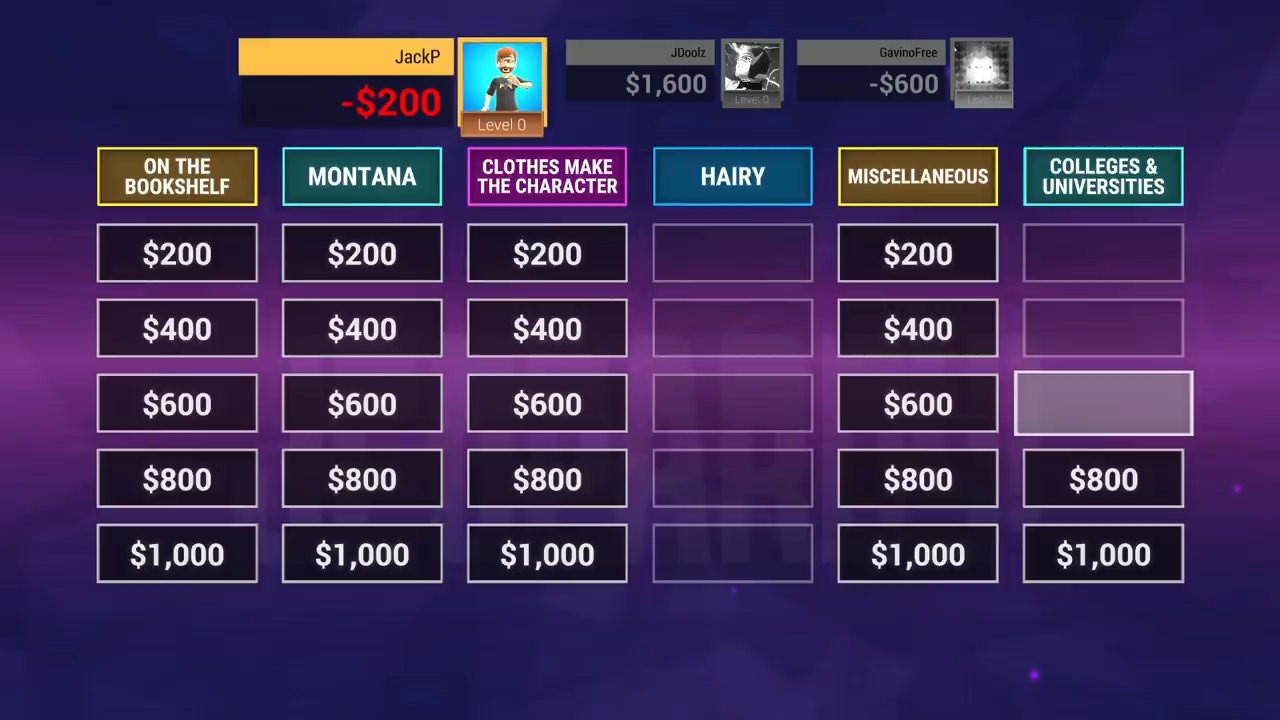 JackP
-$200
Level 0
JDoolz
$1,600
Level 0
GavinoFree
-$600
Level 0
ON THE
BOOKSHELF
MONTANA
CLOTHES MAKE
THE CHARACTER
HAIRY
MISCELLANEOUS
COLLEGES &
UNIVERSITIES
$200
$200
$200
$200
$400
$400
$400
$400
$600
$600
$600
$600
$800
$800
$800
$800
$800
$1,000
$1,000
$1,000
$1,000
$1,000